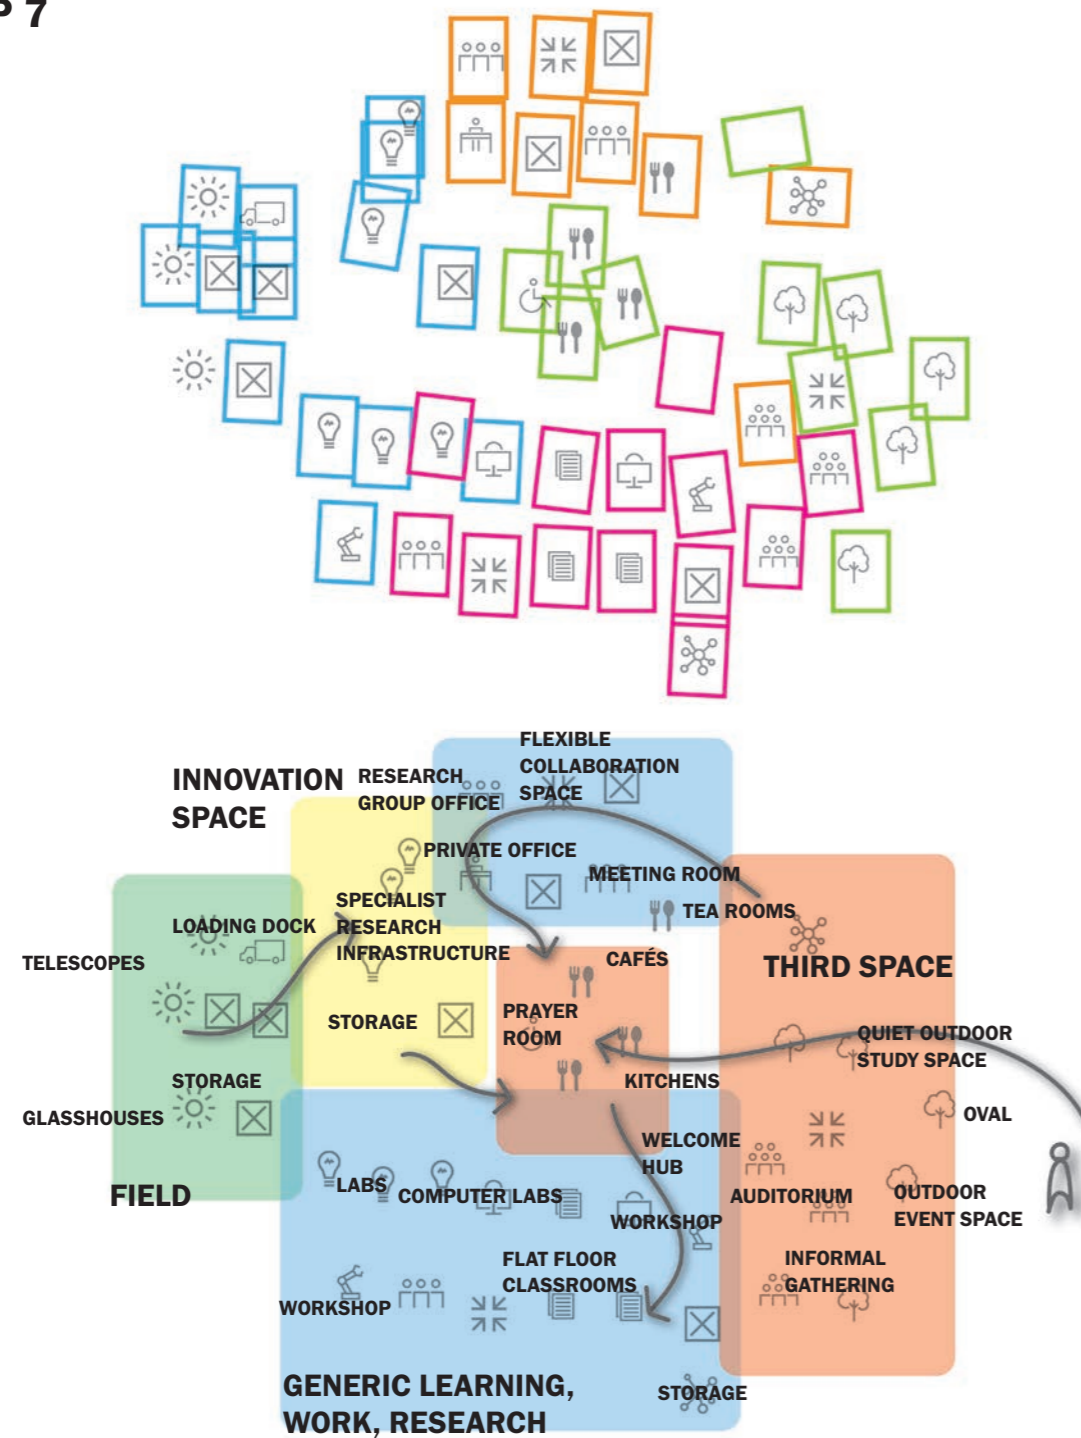 P 7
FLEXIBLE
COLLABORATION
SPACE
INNOVATION
SPACE
RESEARCH
GROUP OFFICE
PRIVATE OFFICE
MEETING ROOM
SPECIALIST
RESEARCH
INFRASTRUCTURE
TEA ROOMS
LOADING DOCK
TELESCOPES
CAFÉS
THIRD SPACE
STORAGE
PRAYER
ROOM
QUIET OUTDOOR
STUDY SPACE
STORAGE
KITCHENS
GLASSHOUSES
OVAL
WELCOME
HUB
FIELD
LABS
COMPUTER LABS
AUDITORIUM
OUTDOOR
EVENT SPACE
WORKSHOP
FLAT FLOOR
CLASSROOMS
INFORMAL
GATHERING
WORKSHOP
GENERIC LEARNING,
WORK, RESEARCH
STORAGE